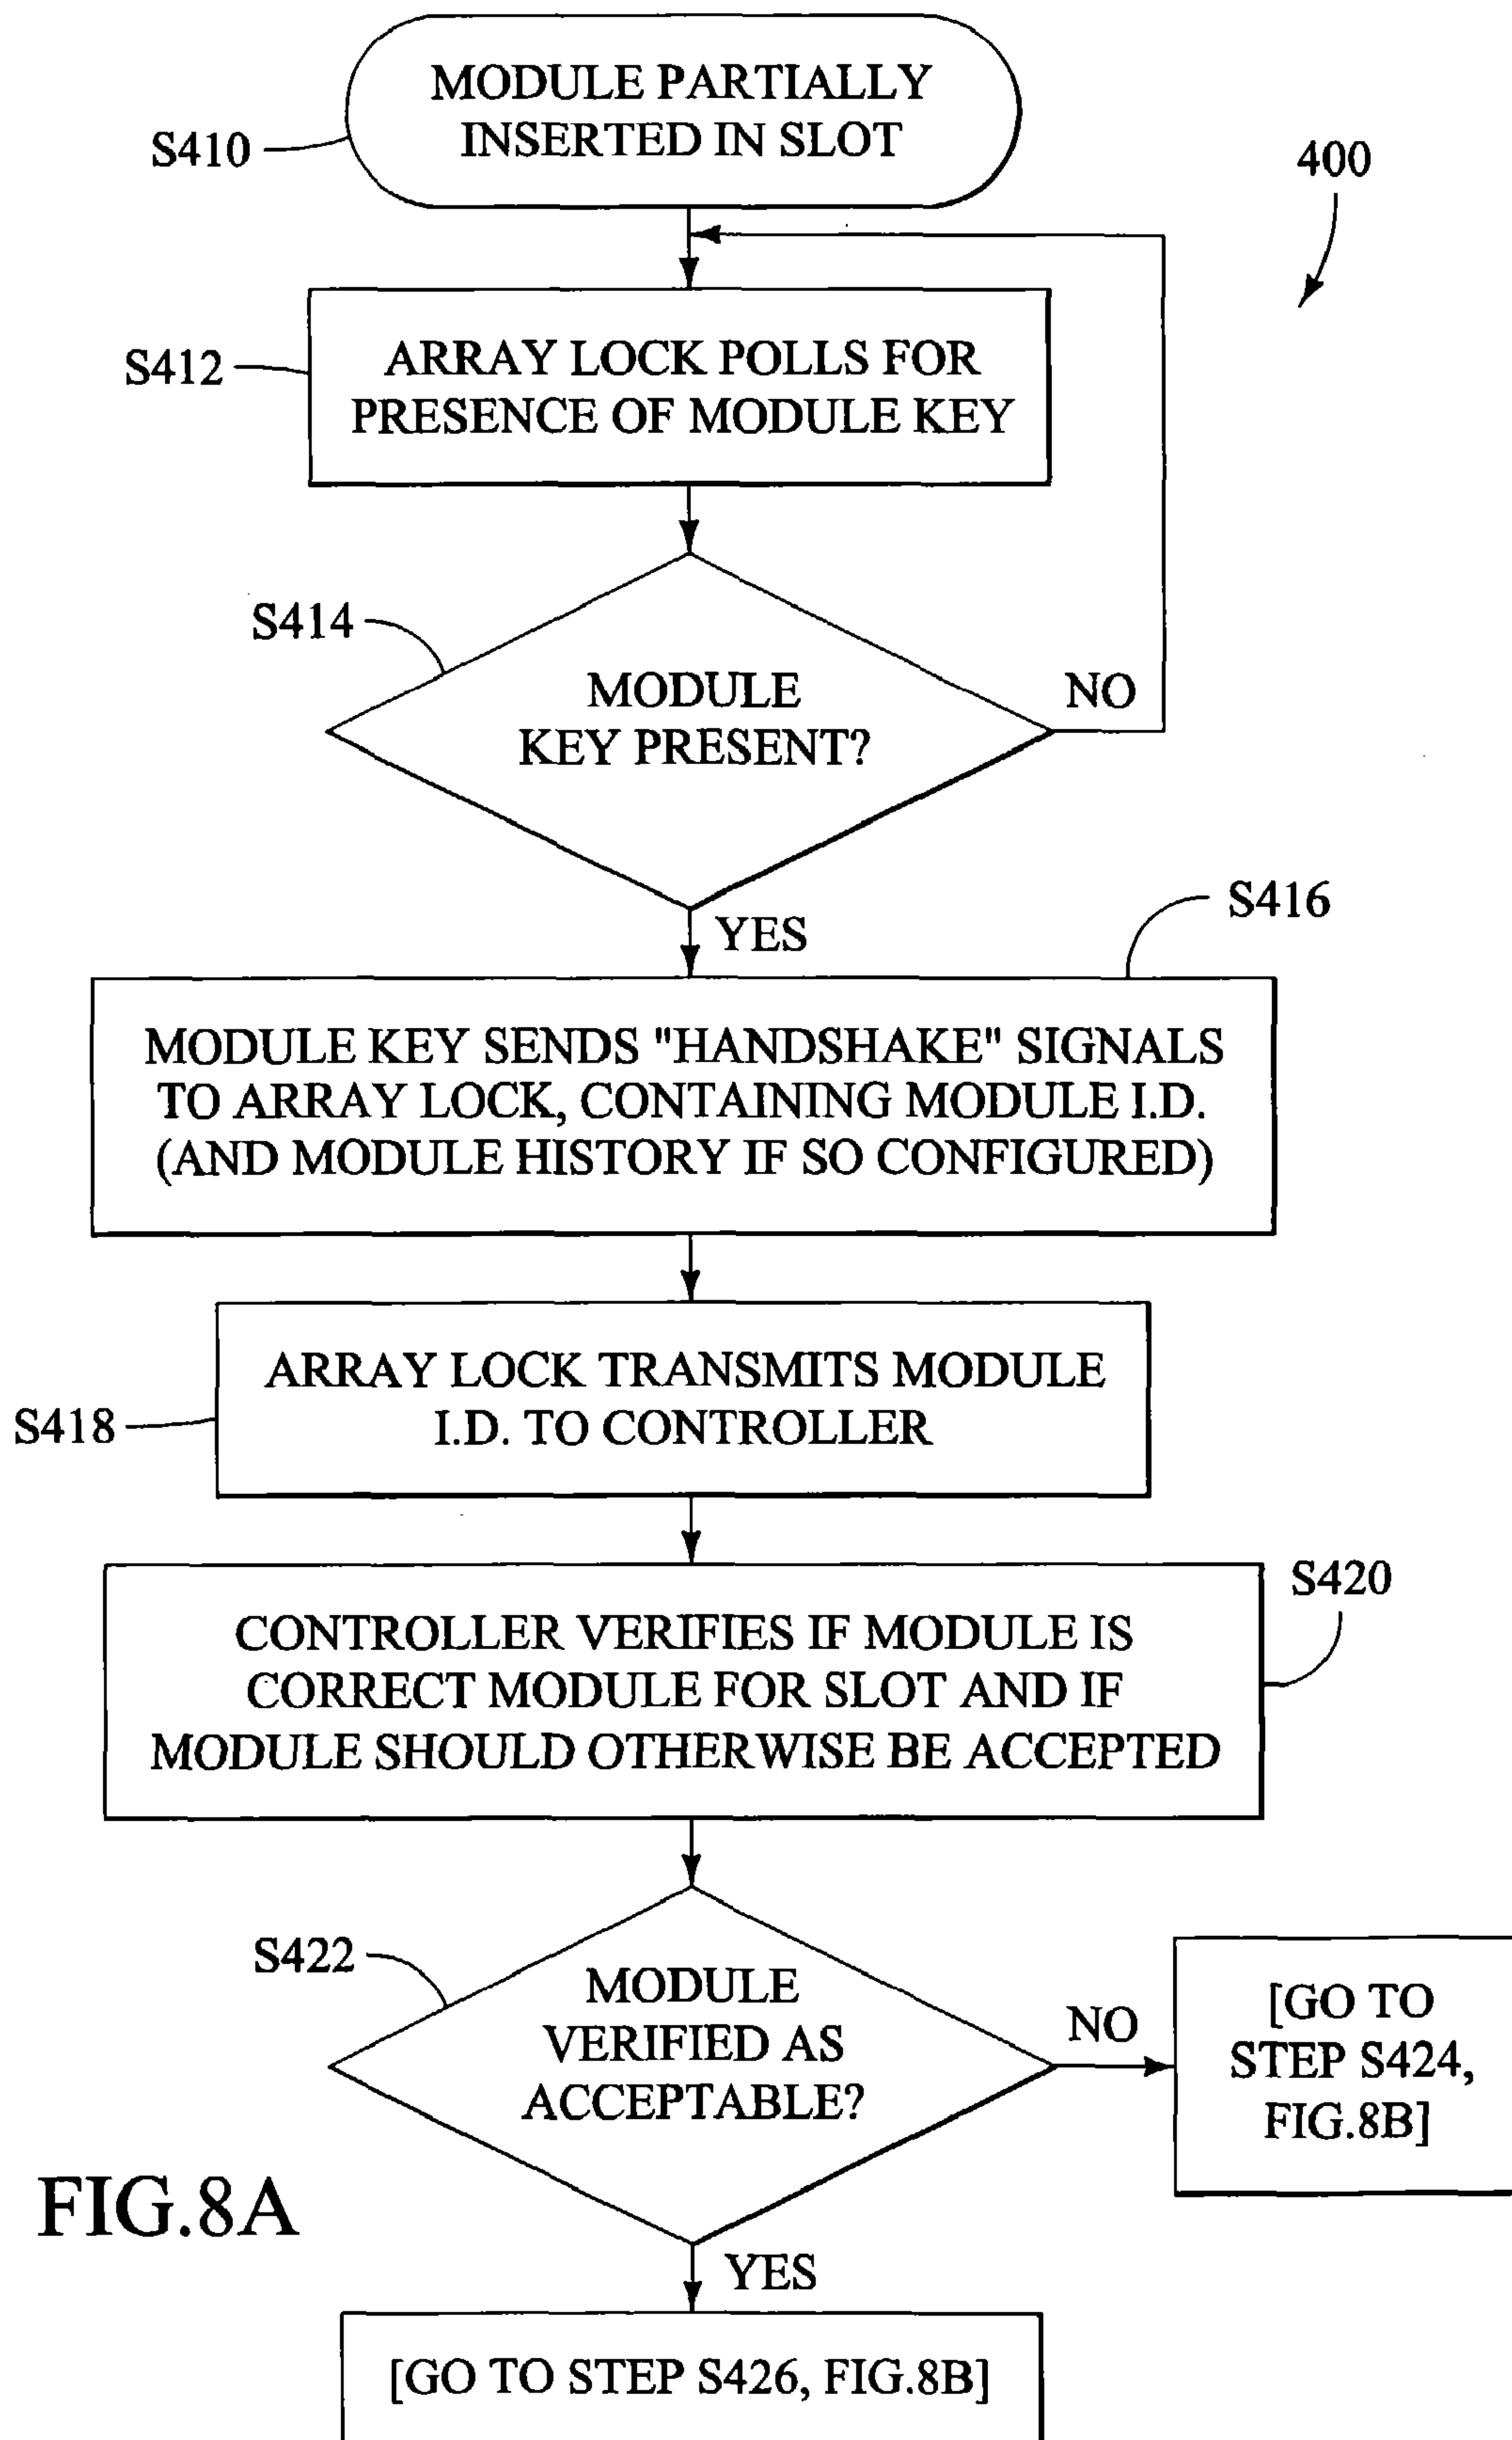 MODULE PARTIALLY
INSERTED IN SLOT
S410
400
ARRAY LOCK POLLS FOR
PRESENCE OF MODULE KEY
S412
S414
MODULE
KEY PRESENT?
NO
YES
S416
MODULE KEY SENDS "HANDSHAKE" SIGNALS
TO ARRAY LOCK, CONTAINING MODULE I.D.
(AND MODULE HISTORY IF SO CONFIGURED)
ARRAY LOCK TRANSMITS MODULE
I.D. TO CONTROLLER
S418
S420
CONTROLLER VERIFIES IF MODULE IS
CORRECT MODULE FOR SLOT AND IF
MODULE SHOULD OTHERWISE BE ACCEPTED
S422
MODULE
VERIFIED AS
ACCEPTABLE?
NO
[GO TO
STEP S424,
FIG.8B]
FIG.8A
YES
[GO TO STEP S426, FIG.8B]